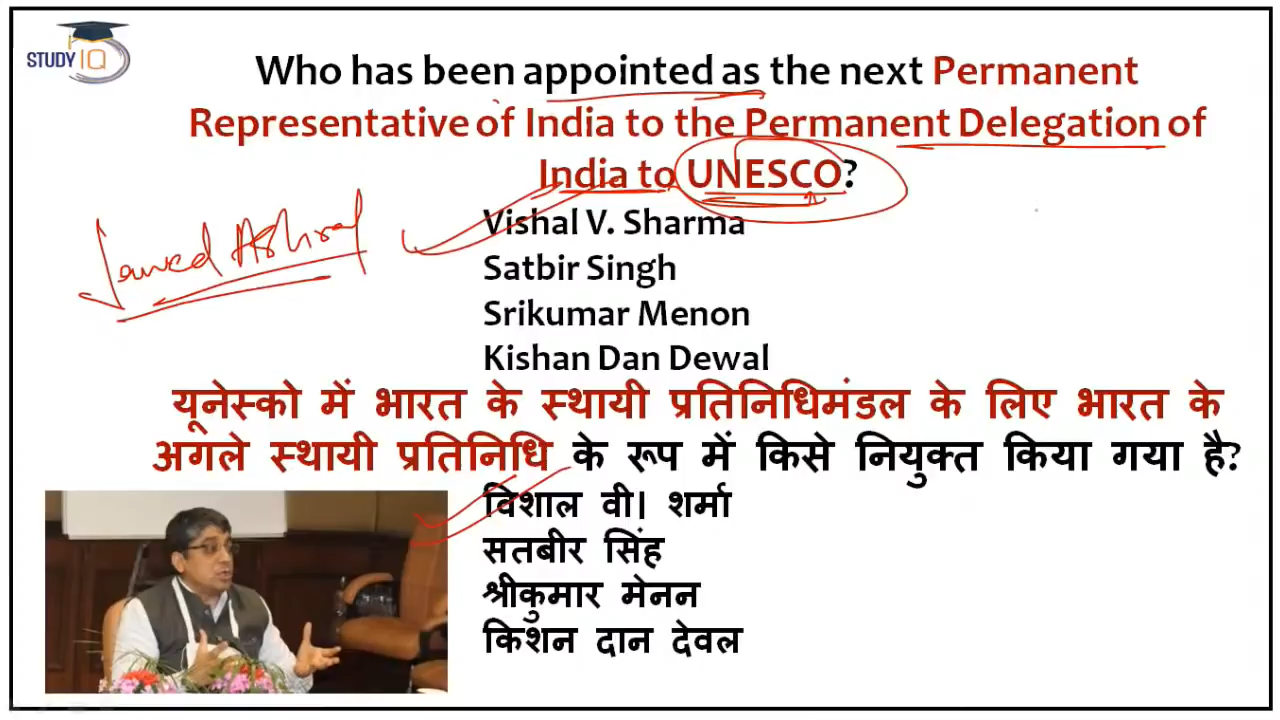 STUDY IQ
Who has been appointed as the next Permanent
Representative of India to the Permanent Delegation of
India to UNESCO?
Jawed Ashraf
Vishal V. Sharma
Satbir Singh
Srikumar Menon
Kishan Dan Dewal
यूनेस्को में भारत के स्थायी प्रतिनिधिमंडल के लिए भारत के
अगले स्थायी प्रतिनिधि के रूप में किसे नियुक्त किया गया है?
विशाल वी। शर्मा
सतबीर सिंह
श्रीकुमार मेनन
किशन दान देवल